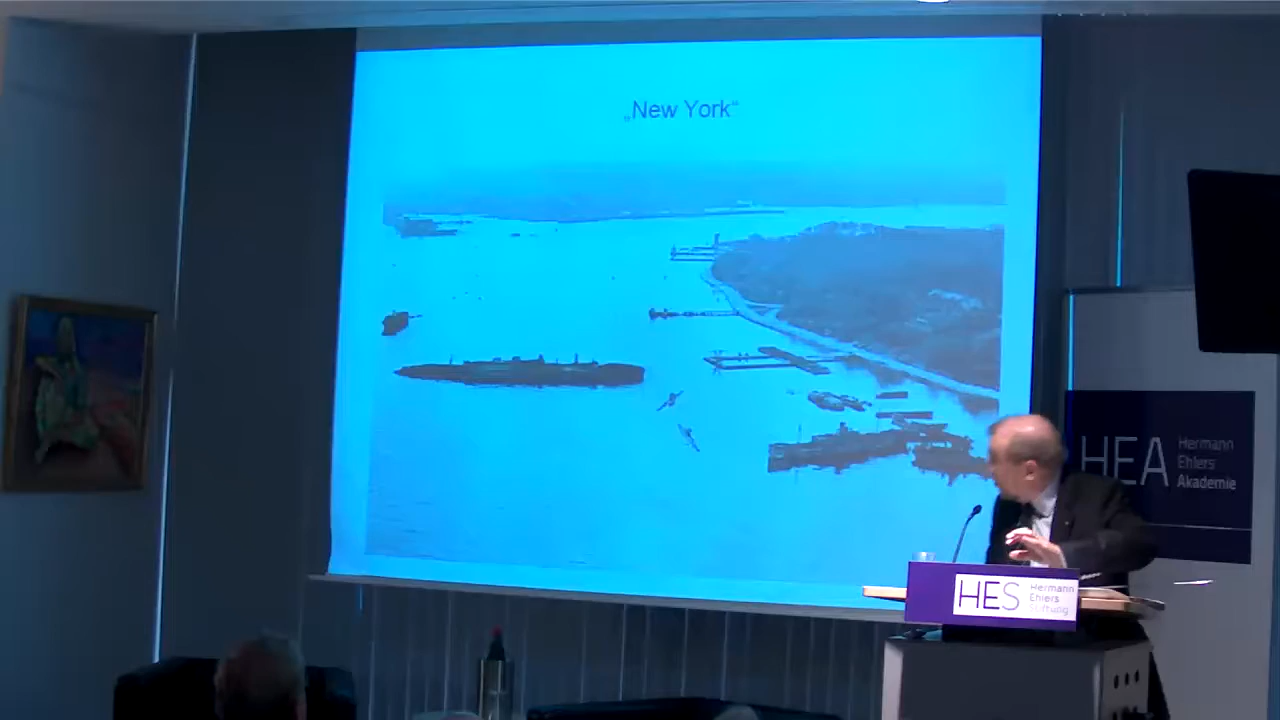 „New York“
HEA
Hermann
Ehlers
Akademie
HES
Hermann
Ehlers
Stiftung